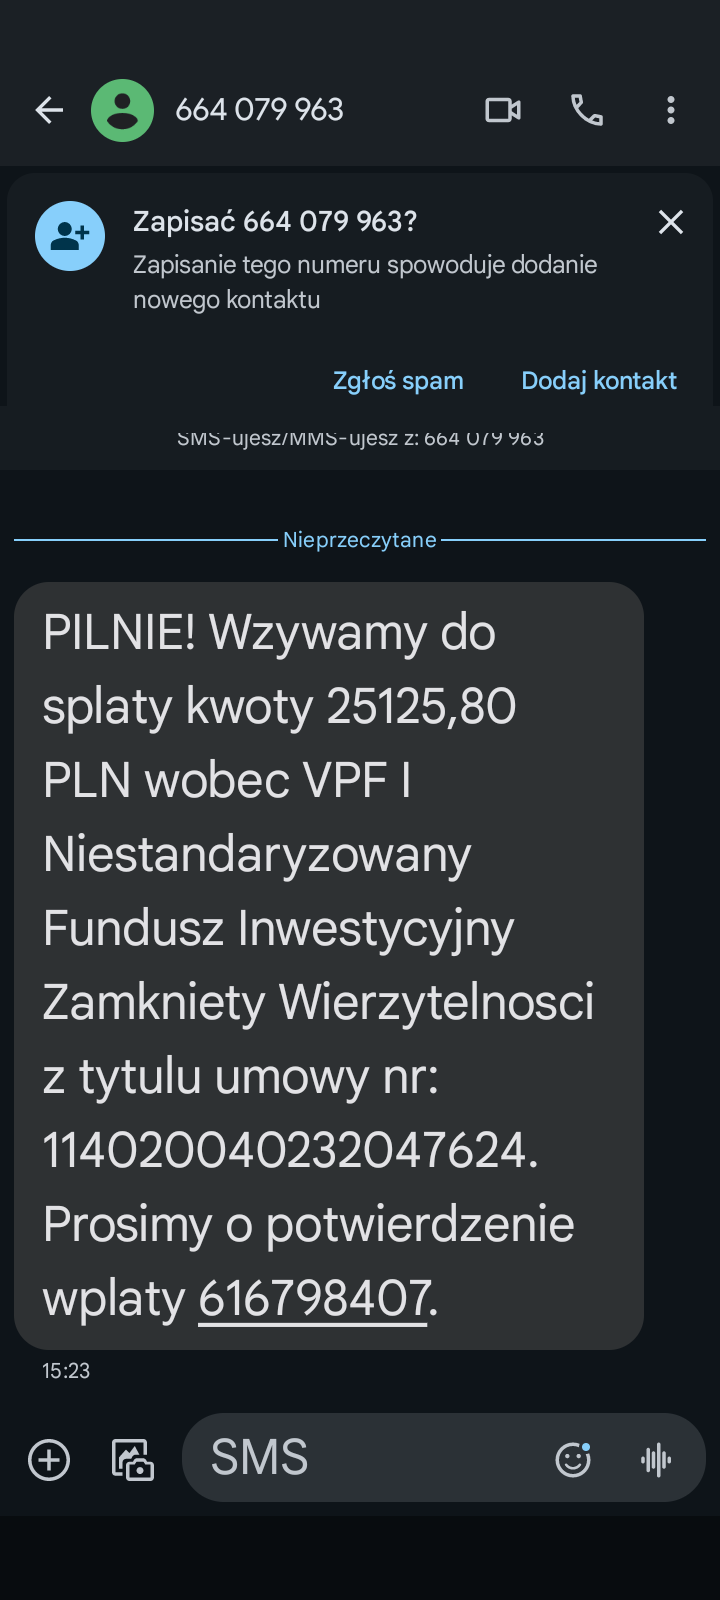 664 079 963
Zapisać 664 079 963?
Zapisanie tego numeru spowoduje dodanie
nowego kontaktu
Zgłoś spam Dodaj kontakt
SMS-ujesz/MMS-ujesz z: 664 079 963
Nieprzeczytane
PILNIE! Wzywamy do
splaty kwoty 25125,80
PLN wobec VPF I
Niestandaryzowany
Fundusz Inwestycyjny
Zamkniety Wierzytelnosci
z tytulu umowy nr:
114020040232047624.
Prosimy o potwierdzenie
wplaty 616798407.
15:23
SMS